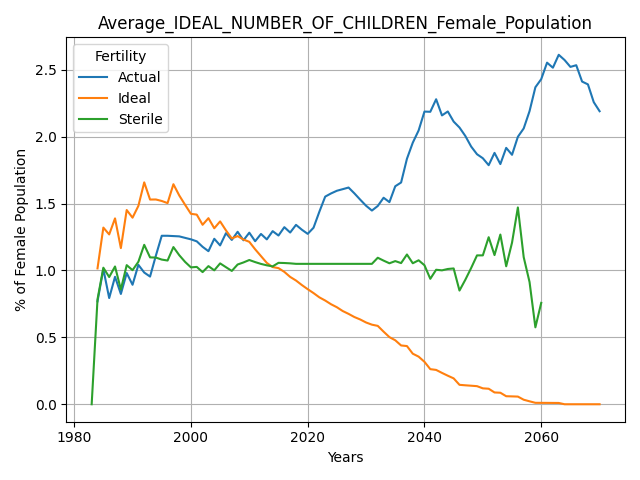 Average_IDEAL_NUMBER_OF_CHILDREN_Female_Population
Fertility
Actual
Ideal
Sterile
2.5
2.0
1.5
1.0
0.5
0.0
% of Female Population
1980 2000 2020 2040 2060
Years